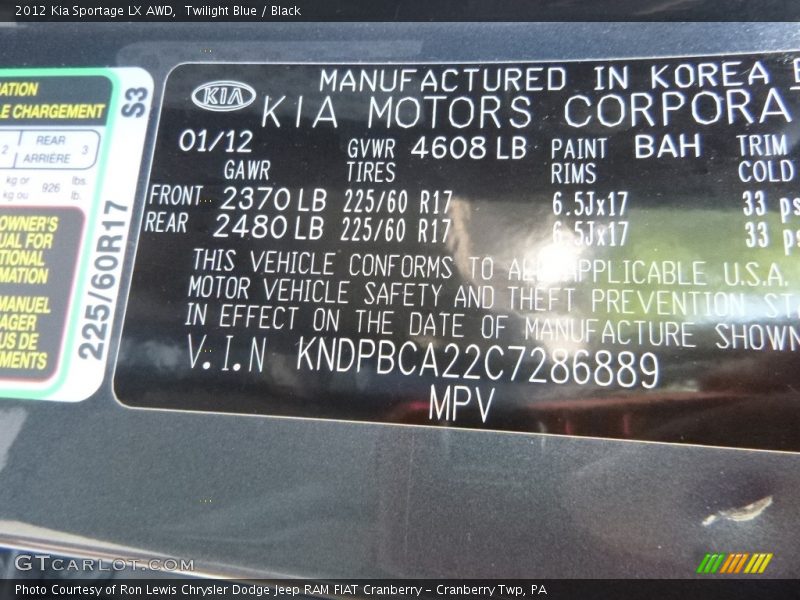 2012 Kia Sportage LX AWD, Twilight Blue / Black
MANUFACTURED IN KOREA
KIA
KIA MOTORS CORPORA
01/12
GVWR 4608 LB
PAINT BAH
TRIM
GAWR
TIRES
RIMS
COLD
FRONT 2370 LB 225/60 R17 6.5Jx17 33 ps
REAR 2480 LB 225/60 R17 6.5Jx17 33 p
THIS VEHICLE CONFORMS TO ALL APPLICABLE U.S.A.
MOTOR VEHICLE SAFETY AND THEFT PREVENTION ST
IN EFFECT ON THE DATE OF MANUFACTURE SHOWN
V.I.N KNDPBCA22C7286889
MPV
ATION
LE CHARGEMENT
S3
2 REAR 3
ARRIÈRE
kg or 926 lbs.
kg ou lb.
OWNER'S
UAL FOR
TIONAL
MATION
MANUEL
AGER
US DE
MENTS
225/60R17
GTCARLOT.COM
Photo Courtesy of Ron Lewis Chrysler Dodge Jeep RAM FIAT Cranberry – Cranberry Twp, PA